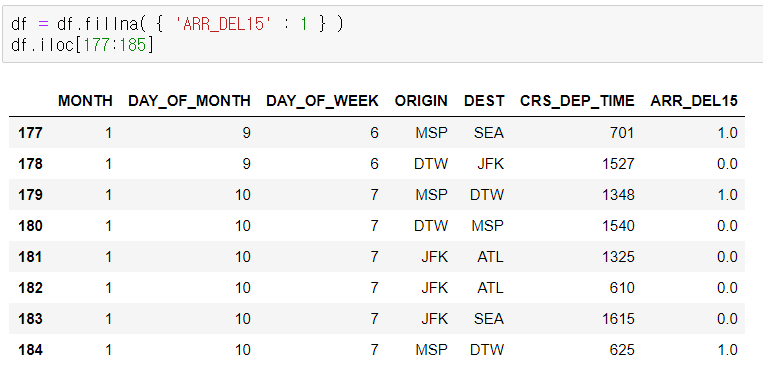 df = df.fillna( { 'ARR_DEL15' : 1 } )
df.iloc[177:185]
MONTH DAY_OF_MONTH DAY_OF_WEEK ORIGIN DEST CRS_DEP_TIME ARR_DEL15
177 1 9 6 MSP SEA 701 1.0
178 1 9 6 DTW JFK 1527 0.0
179 1 10 7 MSP DTW 1348 1.0
180 1 10 7 DTW MSP 1540 0.0
181 1 10 7 JFK ATL 1325 0.0
182 1 10 7 JFK ATL 610 0.0
183 1 10 7 JFK SEA 1615 0.0
184 1 10 7 MSP DTW 625 1.0